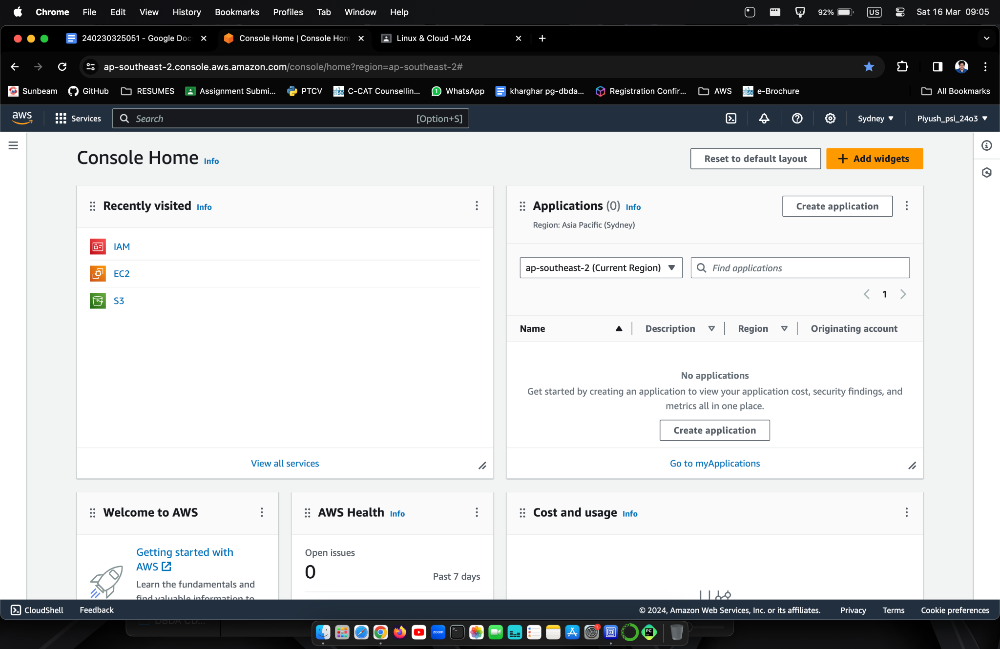 Chrome File Edit View History Bookmarks Profiles Tab Window Help 92% US Sat 16 Mar 09:05
240230325051 - Google Doc Console Home | Console Hom Linux & Cloud -M24
ap-southeast-2.console.aws.amazon.com/console/home?region=ap-southeast-2#
Sunbeam GitHub RESUMES Assignment Submi... PTCV C-CAT Counsellin... WhatsApp kharghar pg-dbda... Registration Confir... AWS e-Brochure All Bookmarks
aws Services Search [Option+S] Sydney Piyush_psi_24o3
Console Home Info
Reset to default layout Add widgets
Recently visited Info
IAM
EC2
S3
View all services
Applications (0) Info
Create application
Region: Asia Pacific (Sydney)
ap-southeast-2 (Current Region) Find applications
1
Name Description Region Originating account
No applications
Get started by creating an application to view your application cost, security findings, and
metrics all in one place.
Create application
Go to myApplications
Welcome to AWS
Getting started with
AWS
Learn the fundamentals and
find valuable information to
AWS Health Info
Open issues
0
Past 7 days
Cost and usage Info
CloudShell Feedback © 2024, Amazon Web Services, Inc. or its affiliates. Privacy Terms Cookie preferences
DBDA CD...
zoom
1
PC